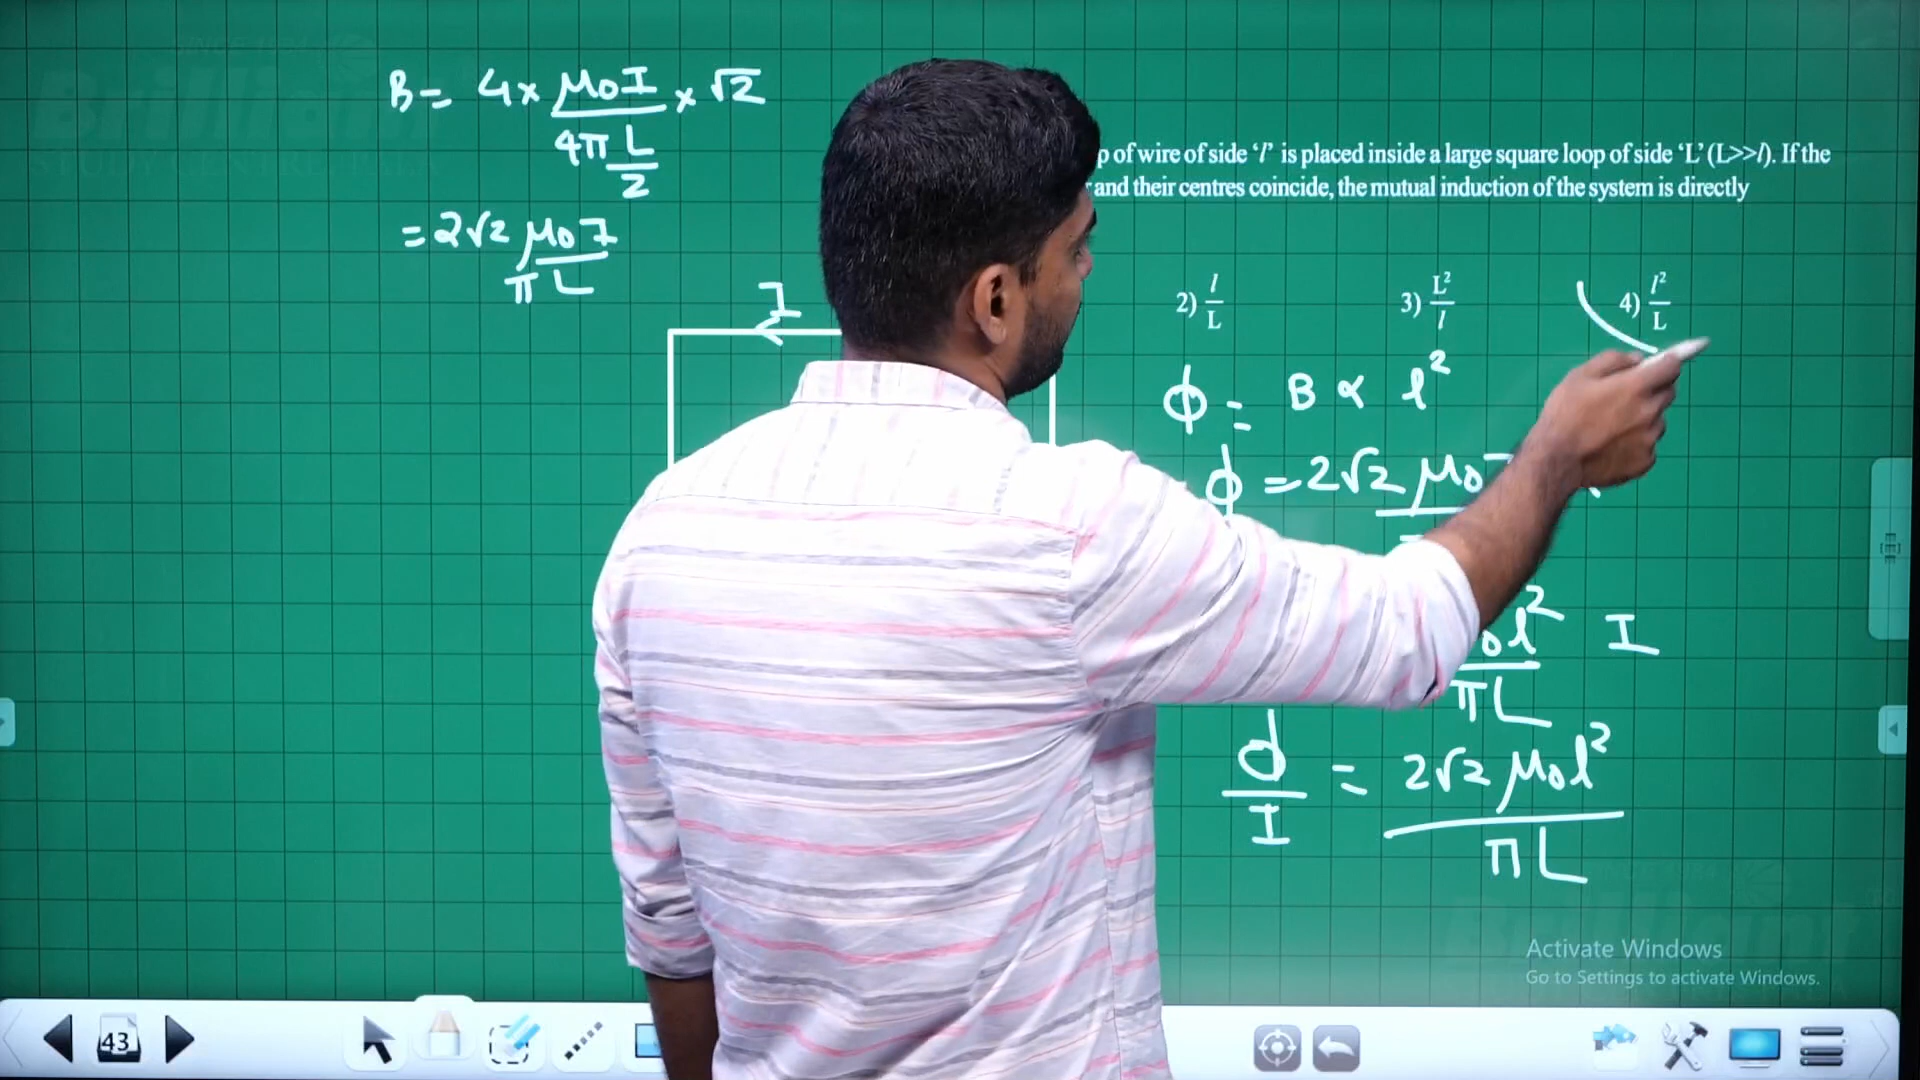 B = 4 × μ₀I / 4π L/2 × √2
= 2√2 μ₀I / πL
I
p of wire of side ‘l’ is placed inside a large square loop of side ‘L’ (L>>l). If the
and their centres coincide, the mutual induction of the system is directly
2) l/L
3) L²/l
4) l²/L
ϕ = B ∝ l²
ϕ = 2√2 μ₀
₀l² / πL I
ϕ/I = 2√2 μ₀l² / πL
Activate Windows
Go to Settings to activate Windows.
43